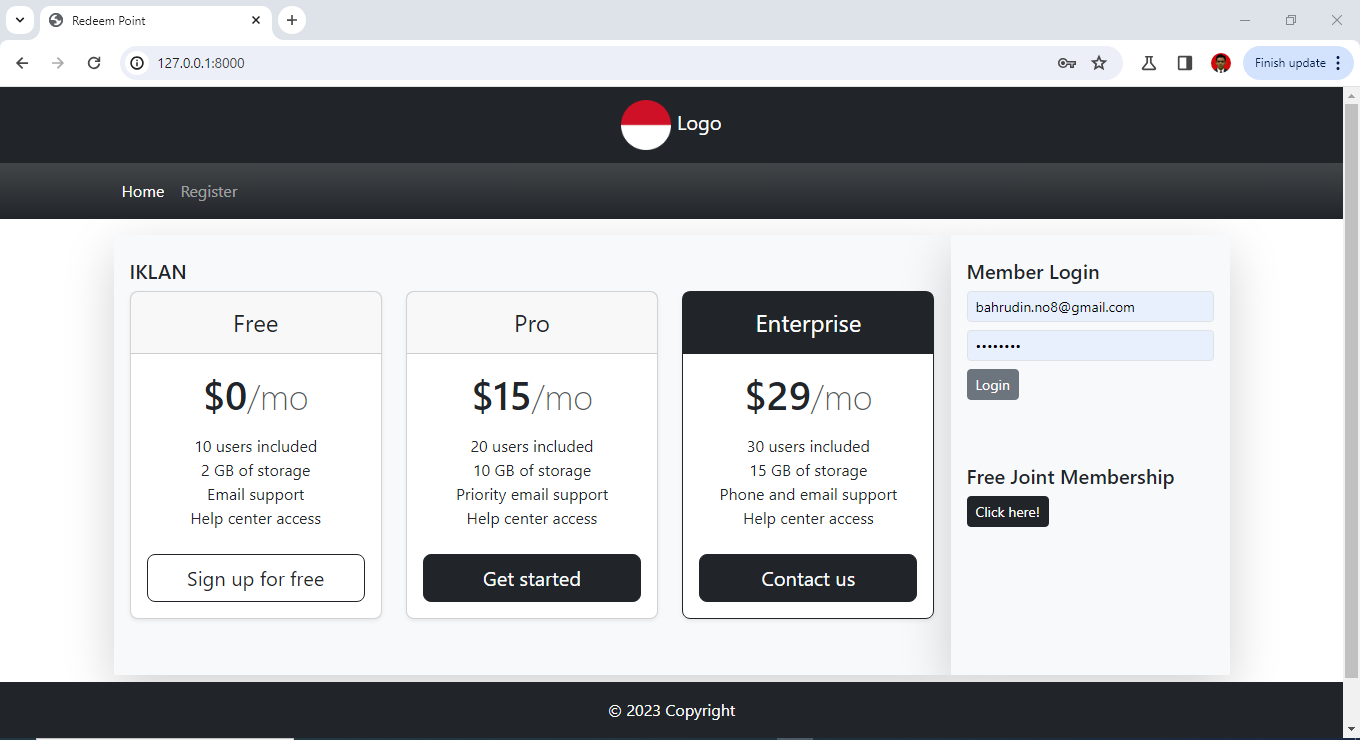 Redeem Point
127.0.0.1:8000
Finish update
Logo
Home Register
IKLAN
Free
$0/mo
10 users included
2 GB of storage
Email support
Help center access
Sign up for free
Pro
$15/mo
20 users included
10 GB of storage
Priority email support
Help center access
Get started
Enterprise
$29/mo
30 users included
15 GB of storage
Phone and email support
Help center access
Contact us
Member Login
bahrudin.no8@gmail.com
••••••••
Login
Free Joint Membership
Click here!
© 2023 Copyright